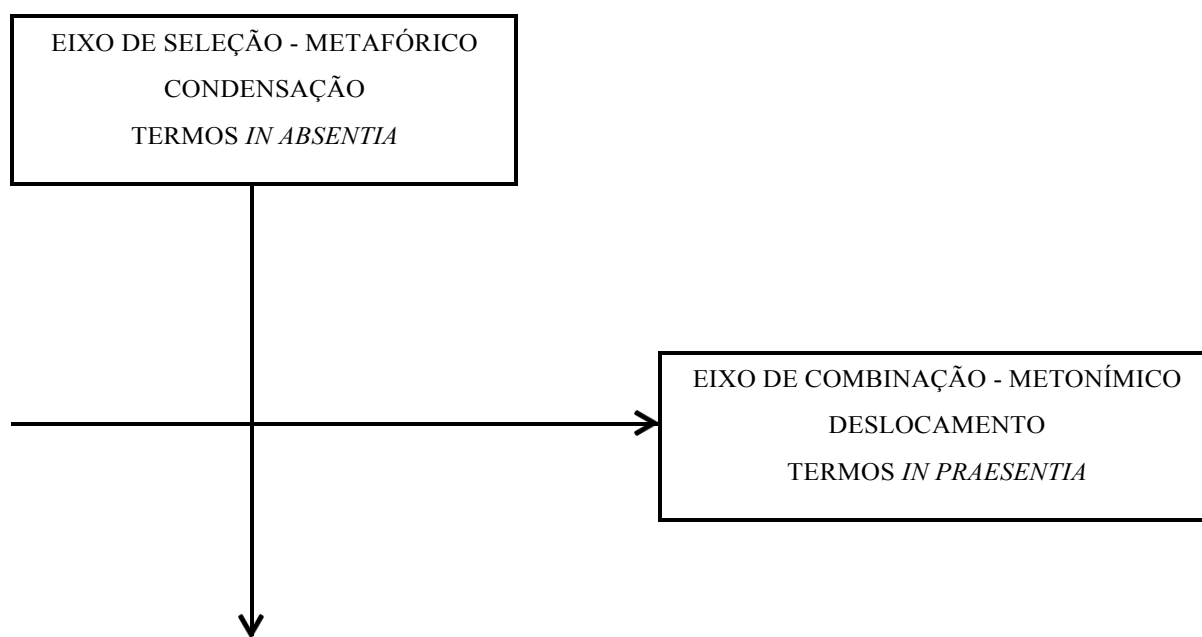 EIXO DE SELEÇÃO - METAFÓRICO
CONDENSAÇÃO
TERMOS IN ABSENTIA
EIXO DE COMBINAÇÃO - METONÍMICO
DESLOCAMENTO
TERMOS IN PRAESENTIA